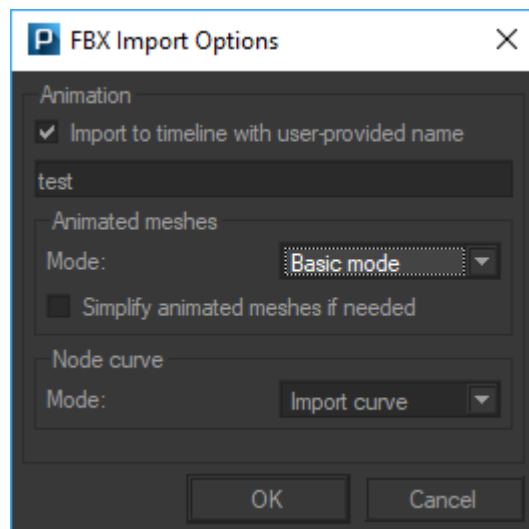 P FBX Import Options
Animation
Import to timeline with user-provided name
test
Animated meshes
Mode: Basic mode
Simplify animated meshes if needed
Node curve
Mode: Import curve
OK Cancel